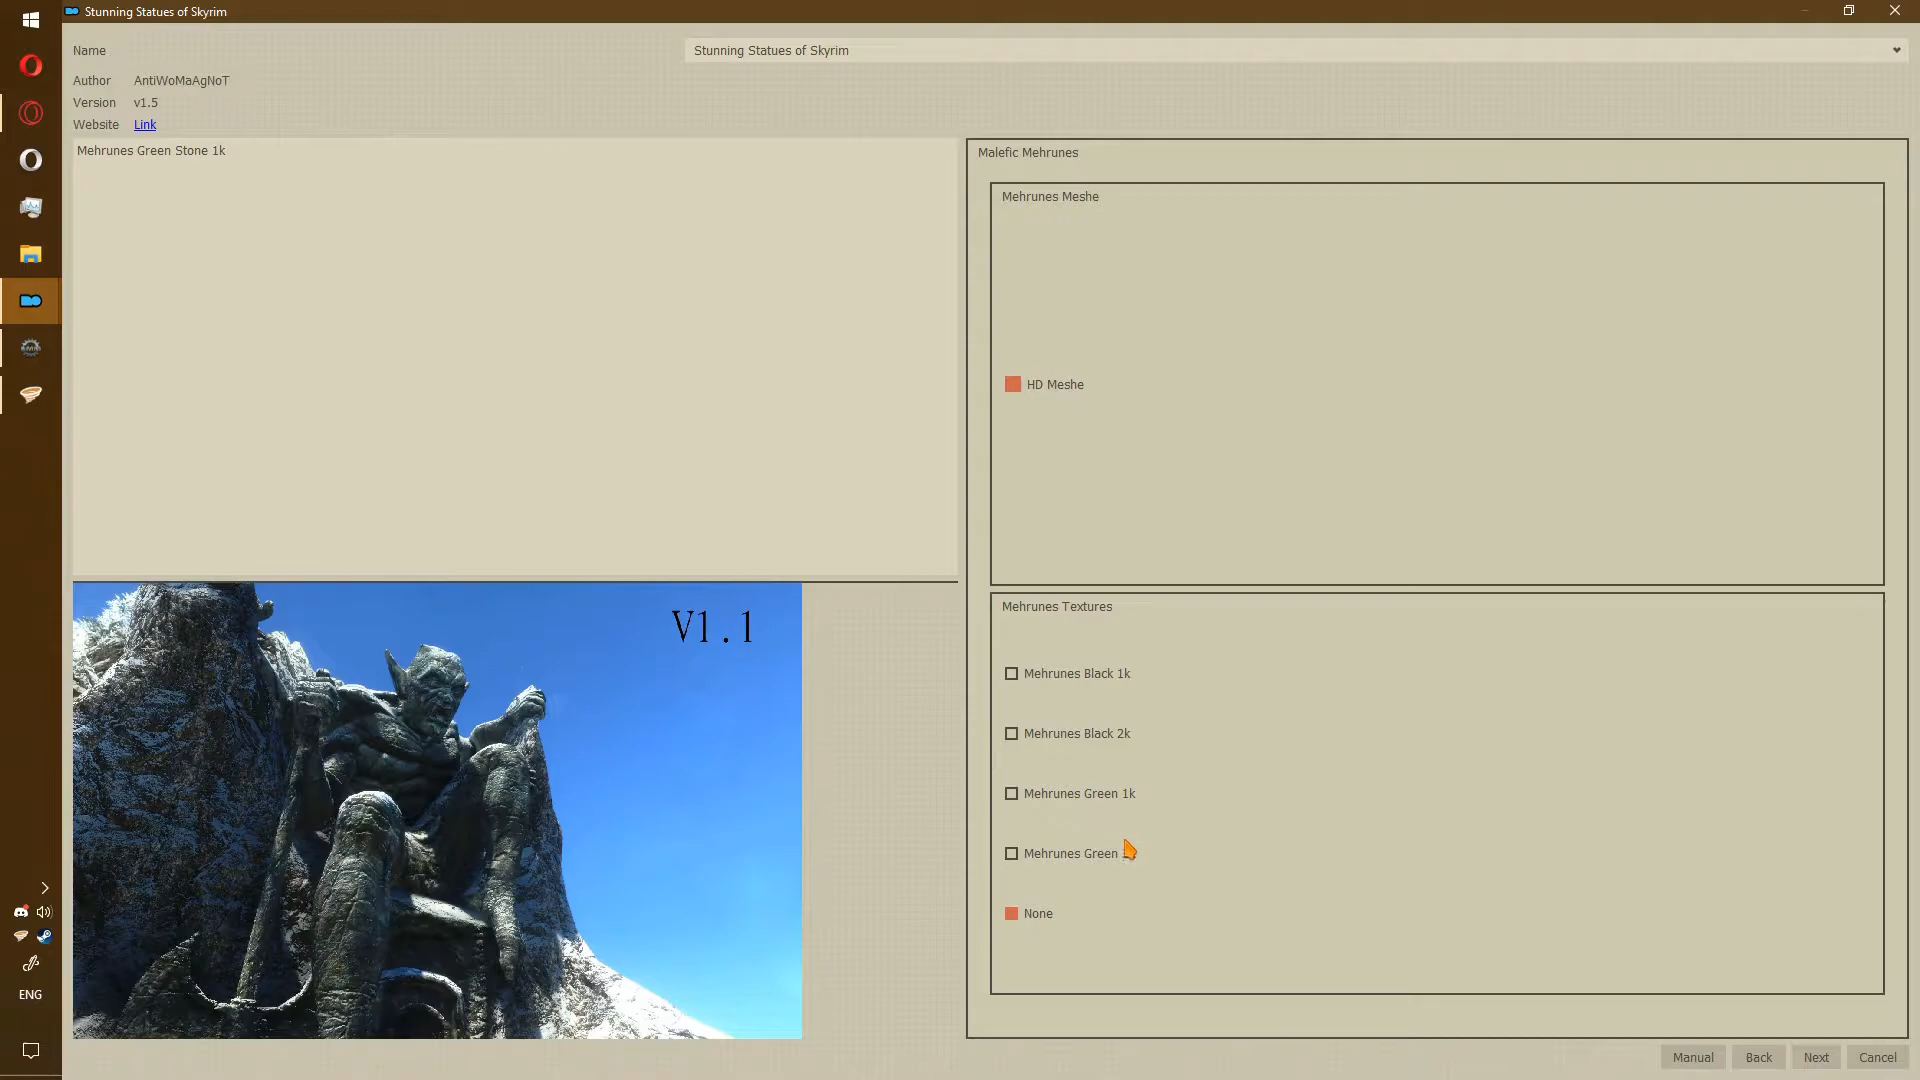 Stunning Statues of Skyrim
Name
Stunning Statues of Skyrim
Author AntiWoMaAgNoT
Version v1.5
Website Link
Mehrunes Green Stone 1k
V1.1
Malefic Mehrunes
Mehrunes Meshe
HD Meshe
Mehrunes Textures
Mehrunes Black 1k
Mehrunes Black 2k
Mehrunes Green 1k
Mehrunes Green
None
ENG
Manual Back Next Cancel